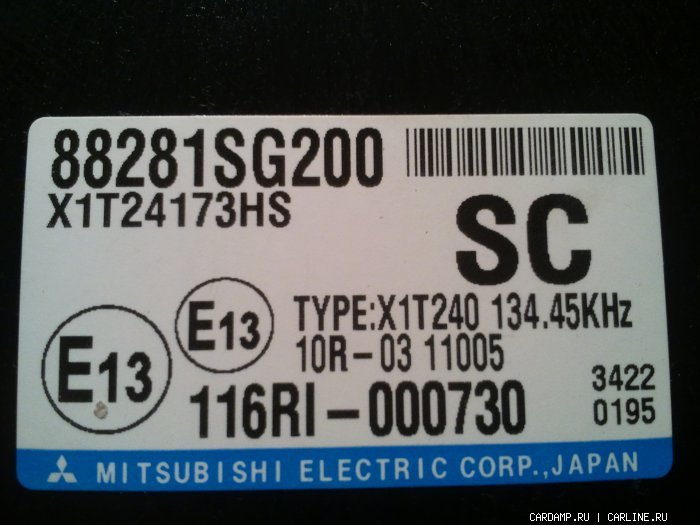 88281SG200
X1T24173HS
SC
E13
E13
TYPE:X1T240 134.45KHz
10R-03 11005
116RI-000730
3422
0195
MITSUBISHI ELECTRIC CORP.,JAPAN
CARDAMP.RU | CARLINE.RU